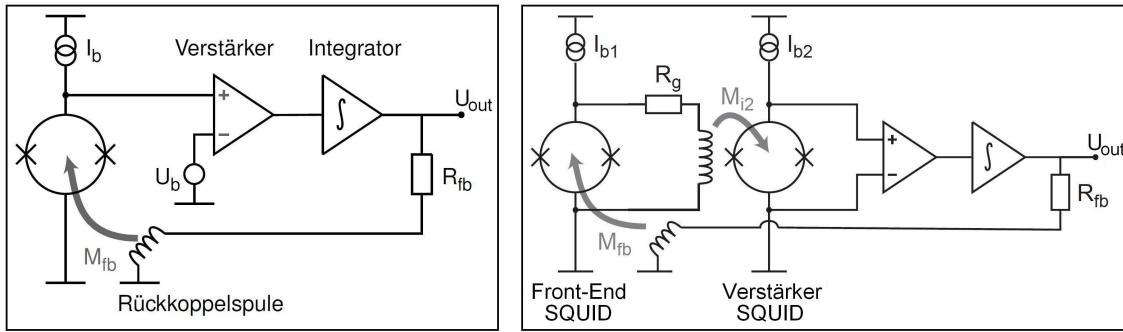 I_b
Verstärker
Integrator
+
−
∫
U_out
U_b
R_fb
M_fb
Rückkoppelspule
I_b1
I_b2
R_g
M_i2
+
−
∫
U_out
R_fb
M_fb
Front-End
SQUID
Verstärker
SQUID